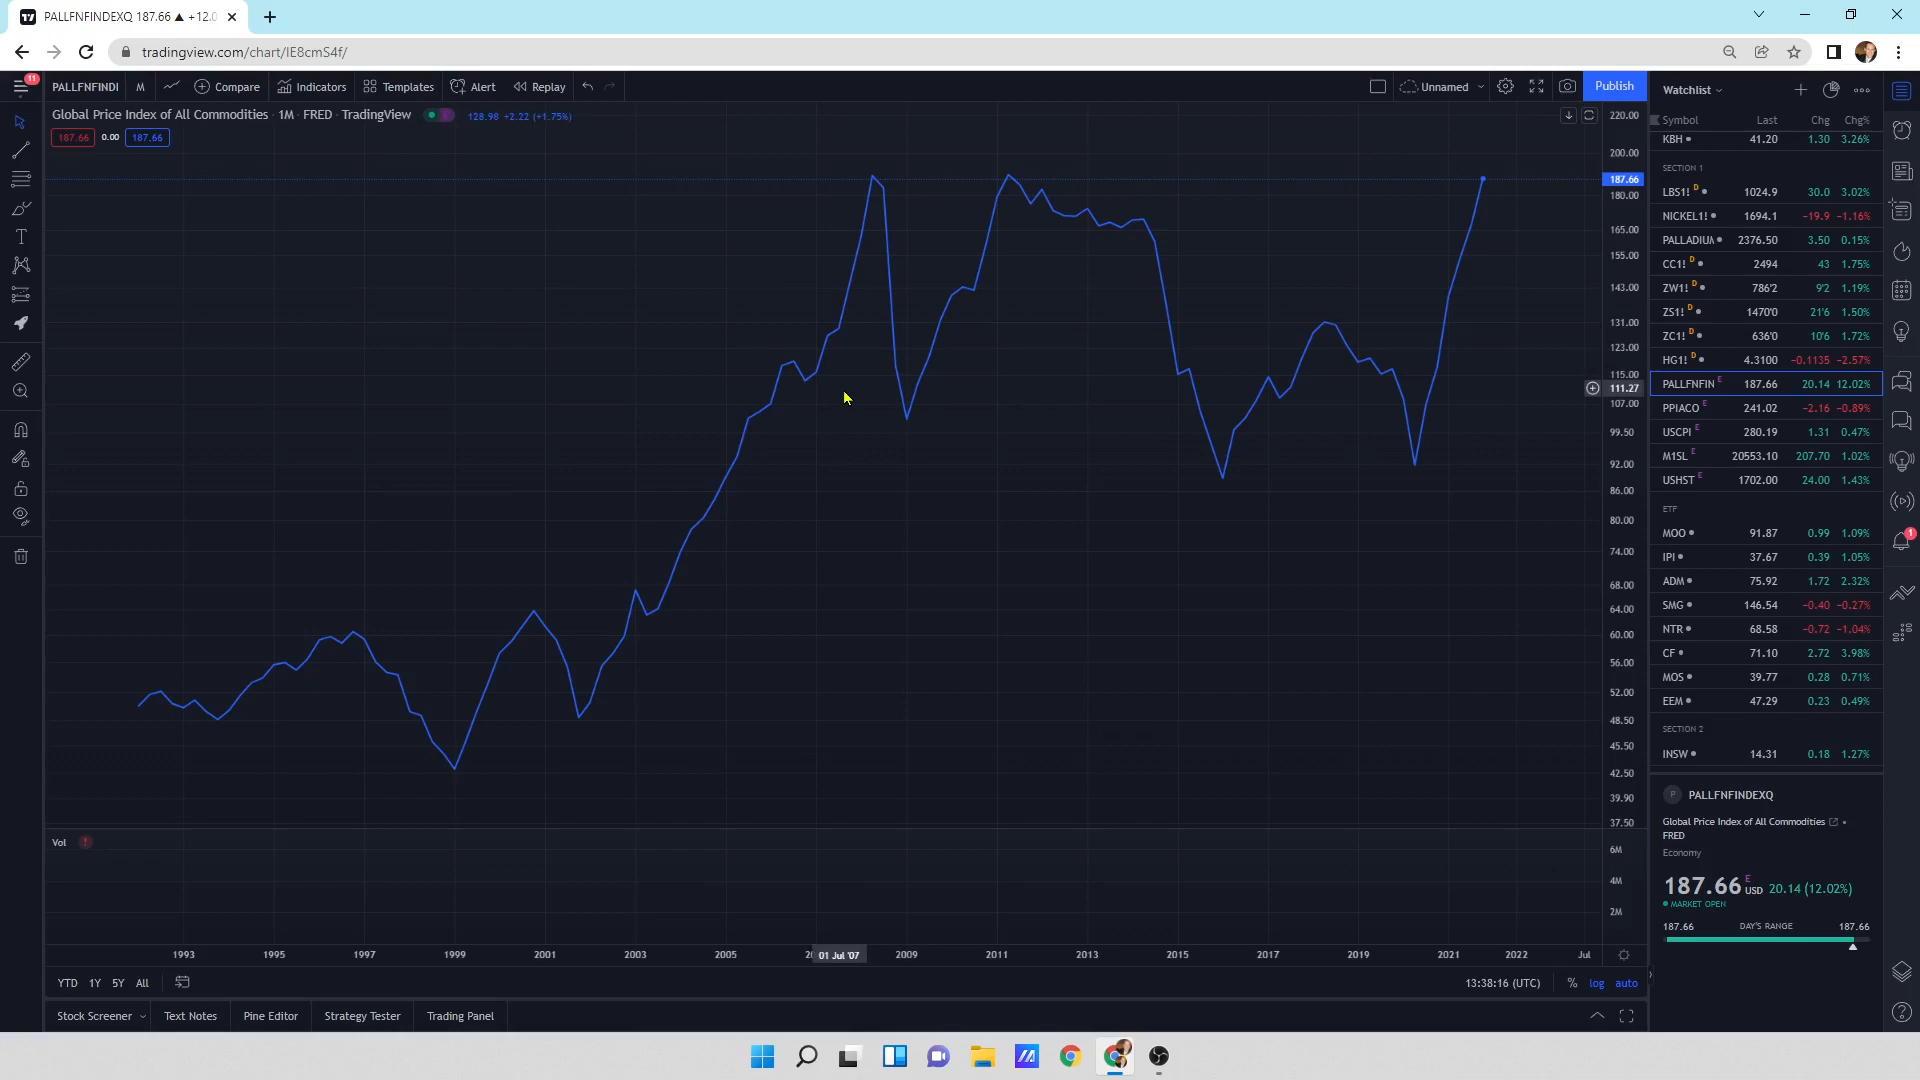 PALLFNFINDEXQ 187.66 ▲ +12.0
tradingview.com/chart/IE8cmS4f/
11
PALLFNFINDI M Compare Indicators Templates Alert Replay Unnamed Publish
Global Price Index of All Commodities · 1M · FRED · TradingView 128.98 +2.22 (+1.75%)
187.66 0.00 187.66
220.00
200.00
187.66
180.00
165.00
155.00
143.00
131.00
123.00
115.00
111.27
107.00
99.50
92.00
86.00
80.00
74.00
68.00
64.00
60.00
56.00
52.00
48.50
45.50
42.50
39.90
37.50
Vol
6M
4M
2M
1993 1995 1997 1999 2001 2003 2005 01 Jul '07 2009 2011 2013 2015 2017 2019 2021 2022 Jul
YTD 1Y 5Y All 13:38:16 (UTC) % log auto
Stock Screener Text Notes Pine Editor Strategy Tester Trading Panel
Watchlist
Symbol Last Chg Chg%
KBH 41.20 1.30 3.26%
SECTION 1
LBS1! D 1024.9 30.0 3.02%
NICKEL1! 1694.1 −19.9 −1.16%
PALLADIUM 2376.50 3.50 0.15%
CC1! D 2494 43 1.75%
ZW1! D 786'2 9'2 1.19%
ZS1! D 1470'0 21'6 1.50%
ZC1! D 636'0 10'6 1.72%
HG1! D 4.3100 −0.1135 −2.57%
PALLFNFIN E 187.66 20.14 12.02%
PPIACO E 241.02 −2.16 −0.89%
USCPI E 280.19 1.31 0.47%
M1SL E 20553.10 207.70 1.02%
USHST E 1702.00 24.00 1.43%
ETF
MOO 91.87 0.99 1.09%
IPI 37.67 0.39 1.05%
ADM 75.92 1.72 2.32%
SMG 146.54 −0.40 −0.27%
NTR 68.58 −0.72 −1.04%
CF 71.10 2.72 3.98%
MOS 39.77 0.28 0.71%
EEM 47.29 0.23 0.49%
SECTION 2
INSW 14.31 0.18 1.27%
P PALLFNFINDEXQ
Global Price Index of All Commodities
FRED
Economy
187.66 E USD 20.14 (12.02%)
MARKET OPEN
187.66 DAY'S RANGE 187.66
1